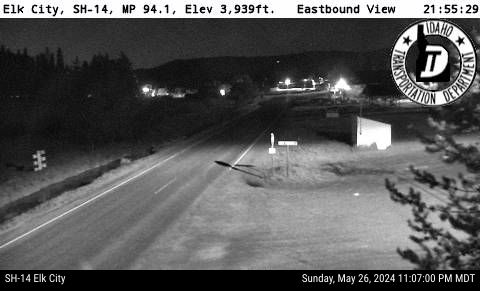 Elk City, SH-14, MP 94.1, Elev 3,939ft. Eastbound View 21:55:29
IDAHO
TRANSPORTATION DEPARTMENT
SH-14 Elk City Sunday, May 26, 2024 11:07:00 PM MDT